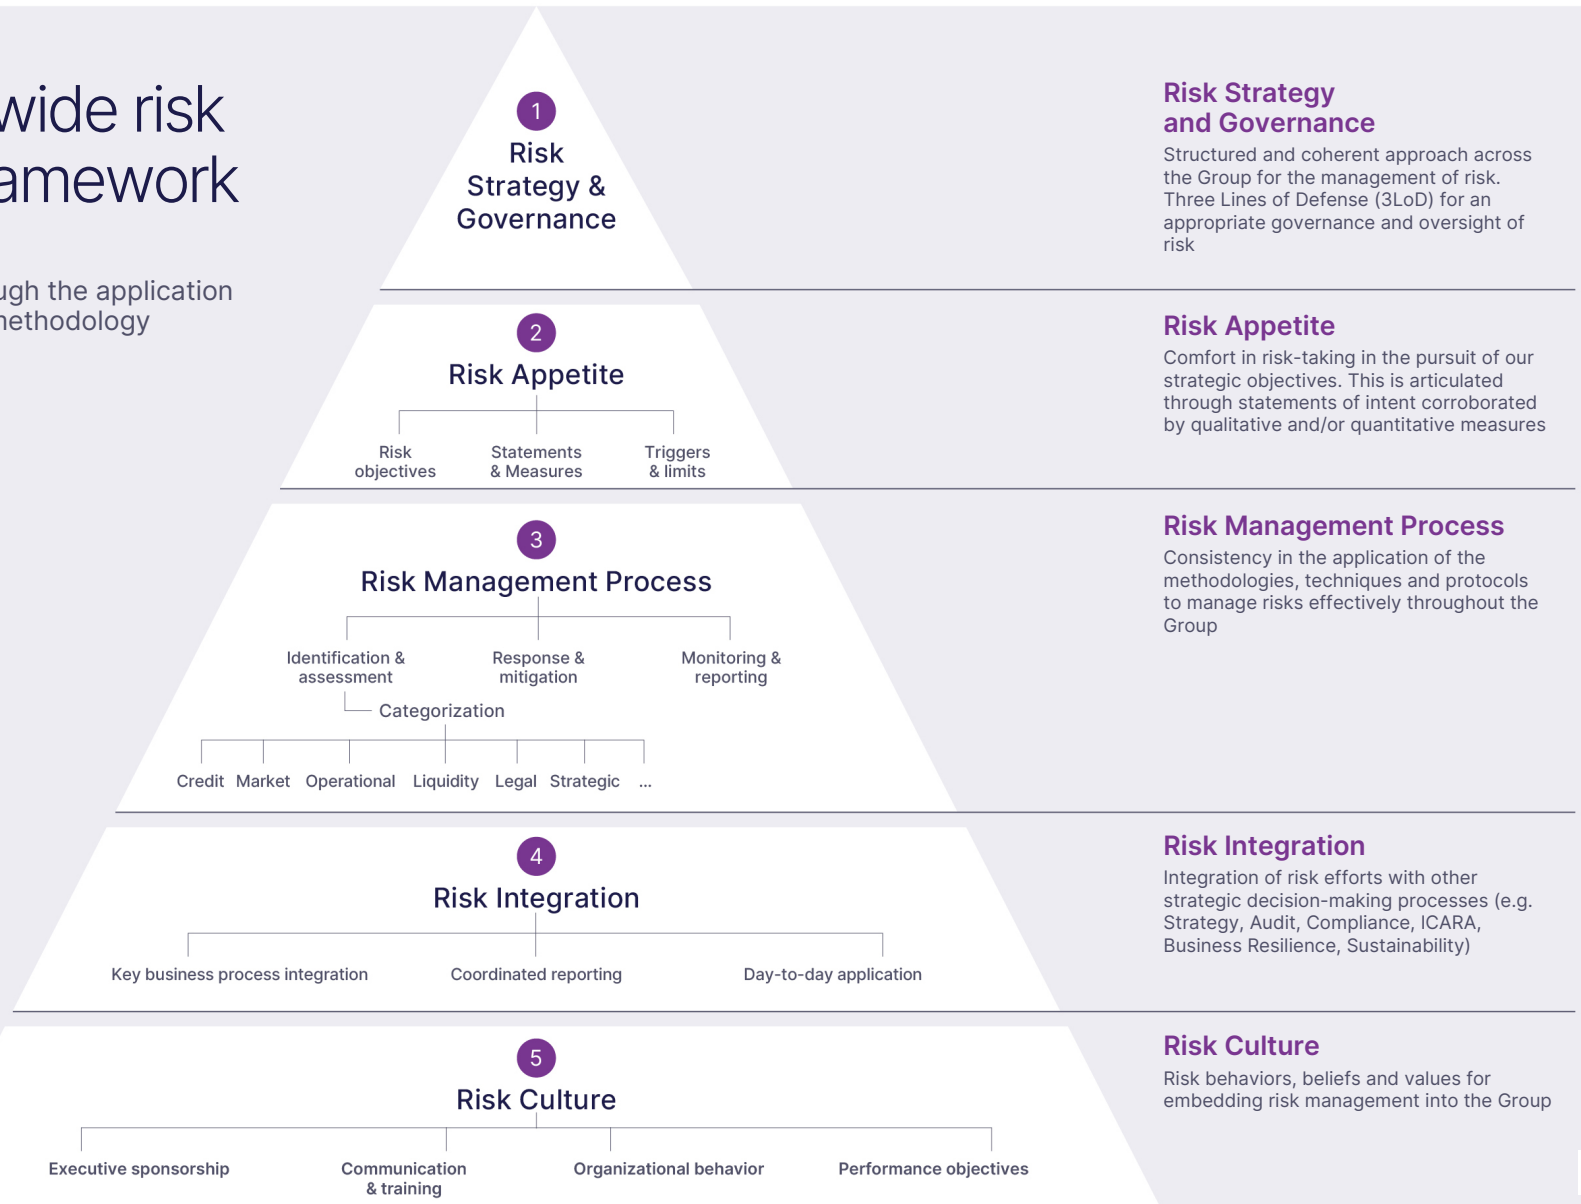 wide risk
amework
ugh the application
nethodology
1
Risk
Strategy &
Governance
Risk Strategy
and Governance
Structured and coherent approach across
the Group for the management of risk.
Three Lines of Defense (3LoD) for an
appropriate governance and oversight of
risk
2
Risk Appetite
Risk
objectives
Statements
& Measures
Triggers
& limits
Risk Appetite
Comfort in risk-taking in the pursuit of our
strategic objectives. This is articulated
through statements of intent corroborated
by qualitative and/or quantitative measures
3
Risk Management Process
Identification &
assessment
Response &
mitigation
Monitoring &
reporting
Categorization
Credit Market Operational Liquidity Legal Strategic ...
Risk Management Process
Consistency in the application of the
methodologies, techniques and protocols
to manage risks effectively throughout the
Group
4
Risk Integration
Key business process integration
Coordinated reporting
Day-to-day application
Risk Integration
Integration of risk efforts with other
strategic decision-making processes (e.g.
Strategy, Audit, Compliance, ICARA,
Business Resilience, Sustainability)
5
Risk Culture
Executive sponsorship
Communication
& training
Organizational behavior
Performance objectives
Risk Culture
Risk behaviors, beliefs and values for
embedding risk management into the Group